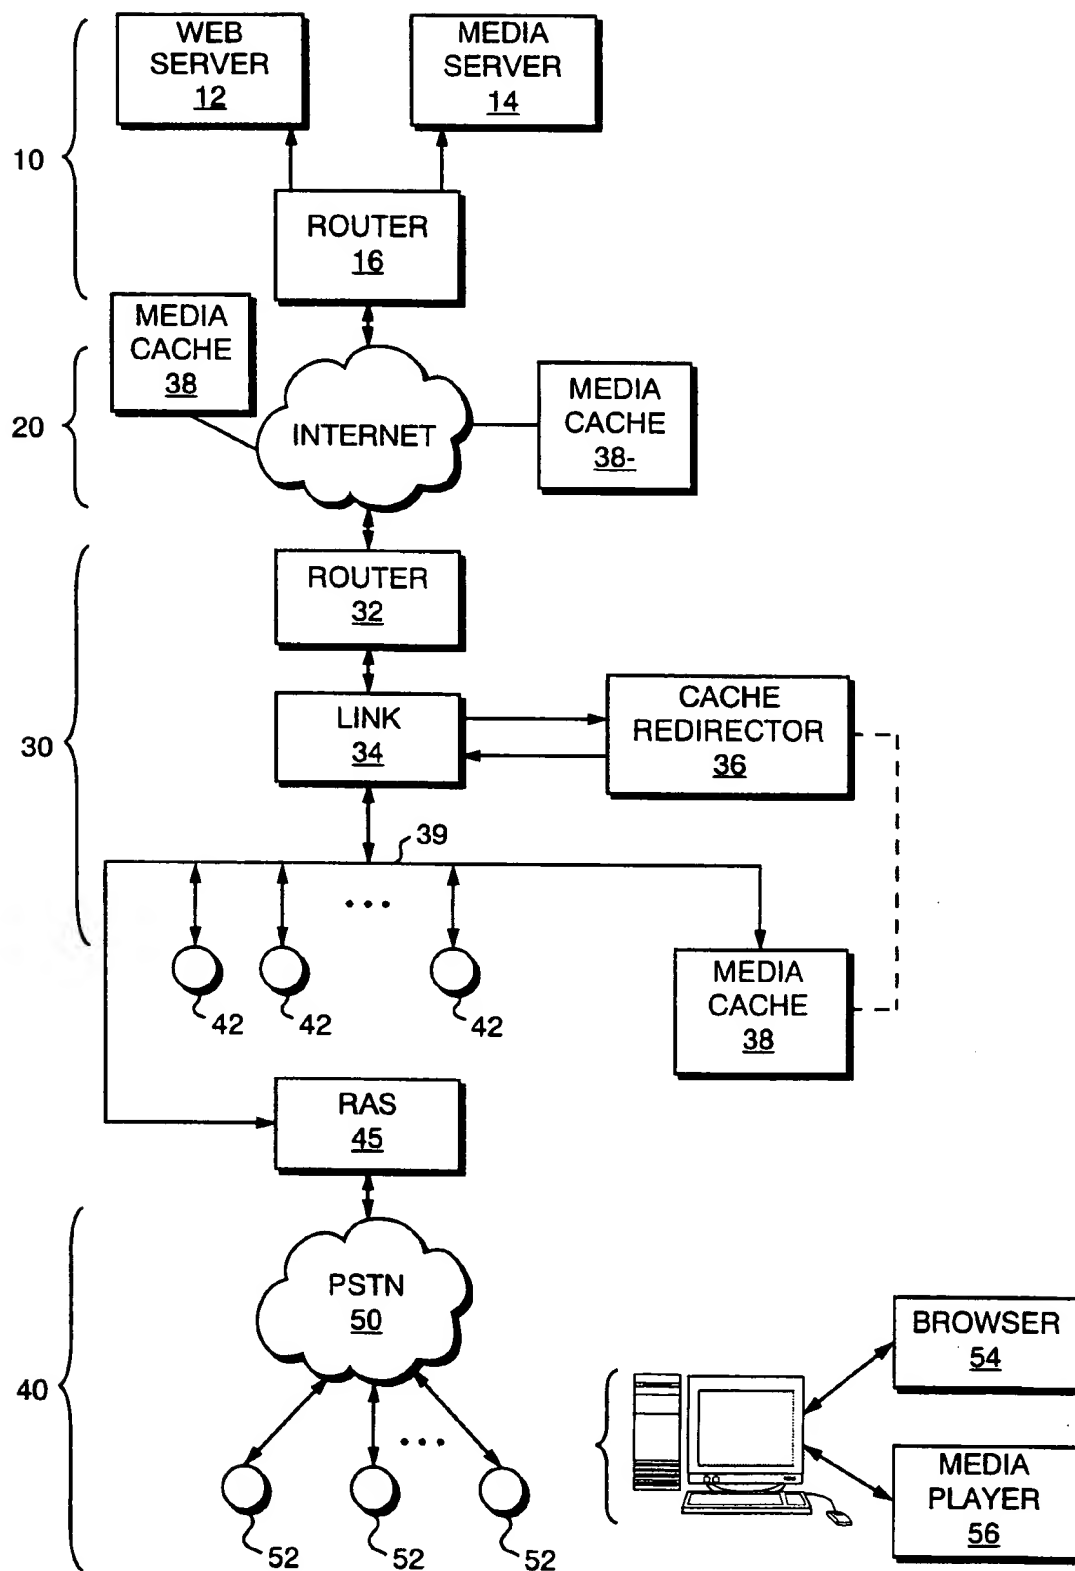 WEB
SERVER
12
MEDIA
SERVER
14
10
ROUTER
16
MEDIA
CACHE
38
20
INTERNET
MEDIA
CACHE
38-
ROUTER
32
30
LINK
34
CACHE
REDIRECTOR
36
39
...
42
42
42
MEDIA
CACHE
38
RAS
45
40
PSTN
50
...
52
52
52
BROWSER
54
MEDIA
PLAYER
56